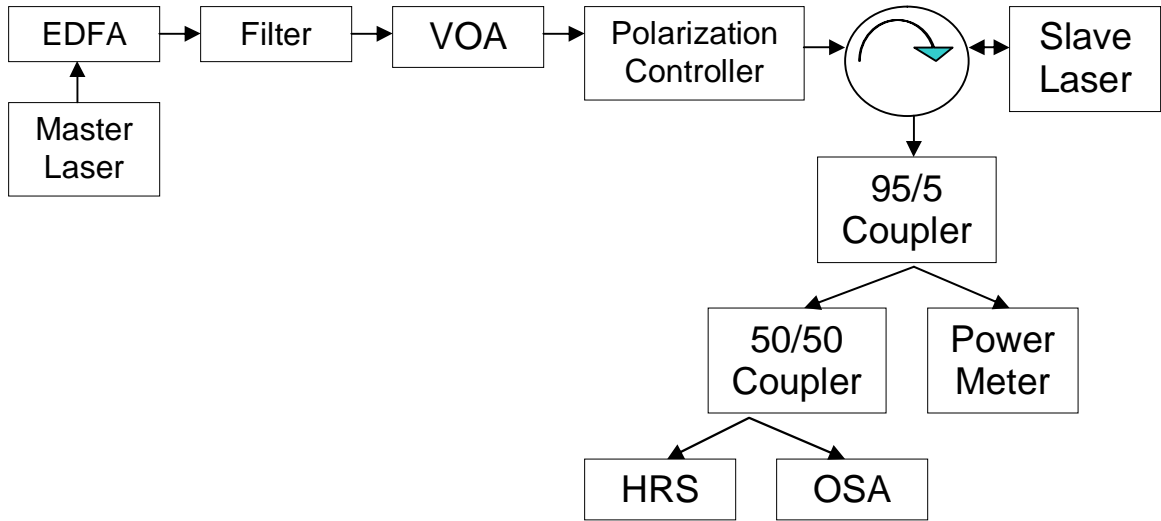 EDFA
Filter
VOA
Polarization
Controller
Slave
Laser
Master
Laser
95/5
Coupler
50/50
Coupler
Power
Meter
HRS
OSA